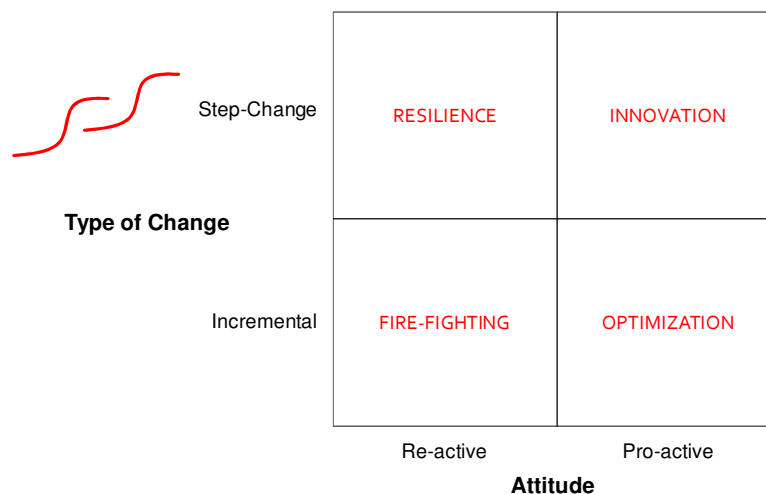 Step-Change
RESILIENCE
INNOVATION
Type of Change
Incremental
FIRE-FIGHTING
OPTIMIZATION
Re-active
Pro-active
Attitude